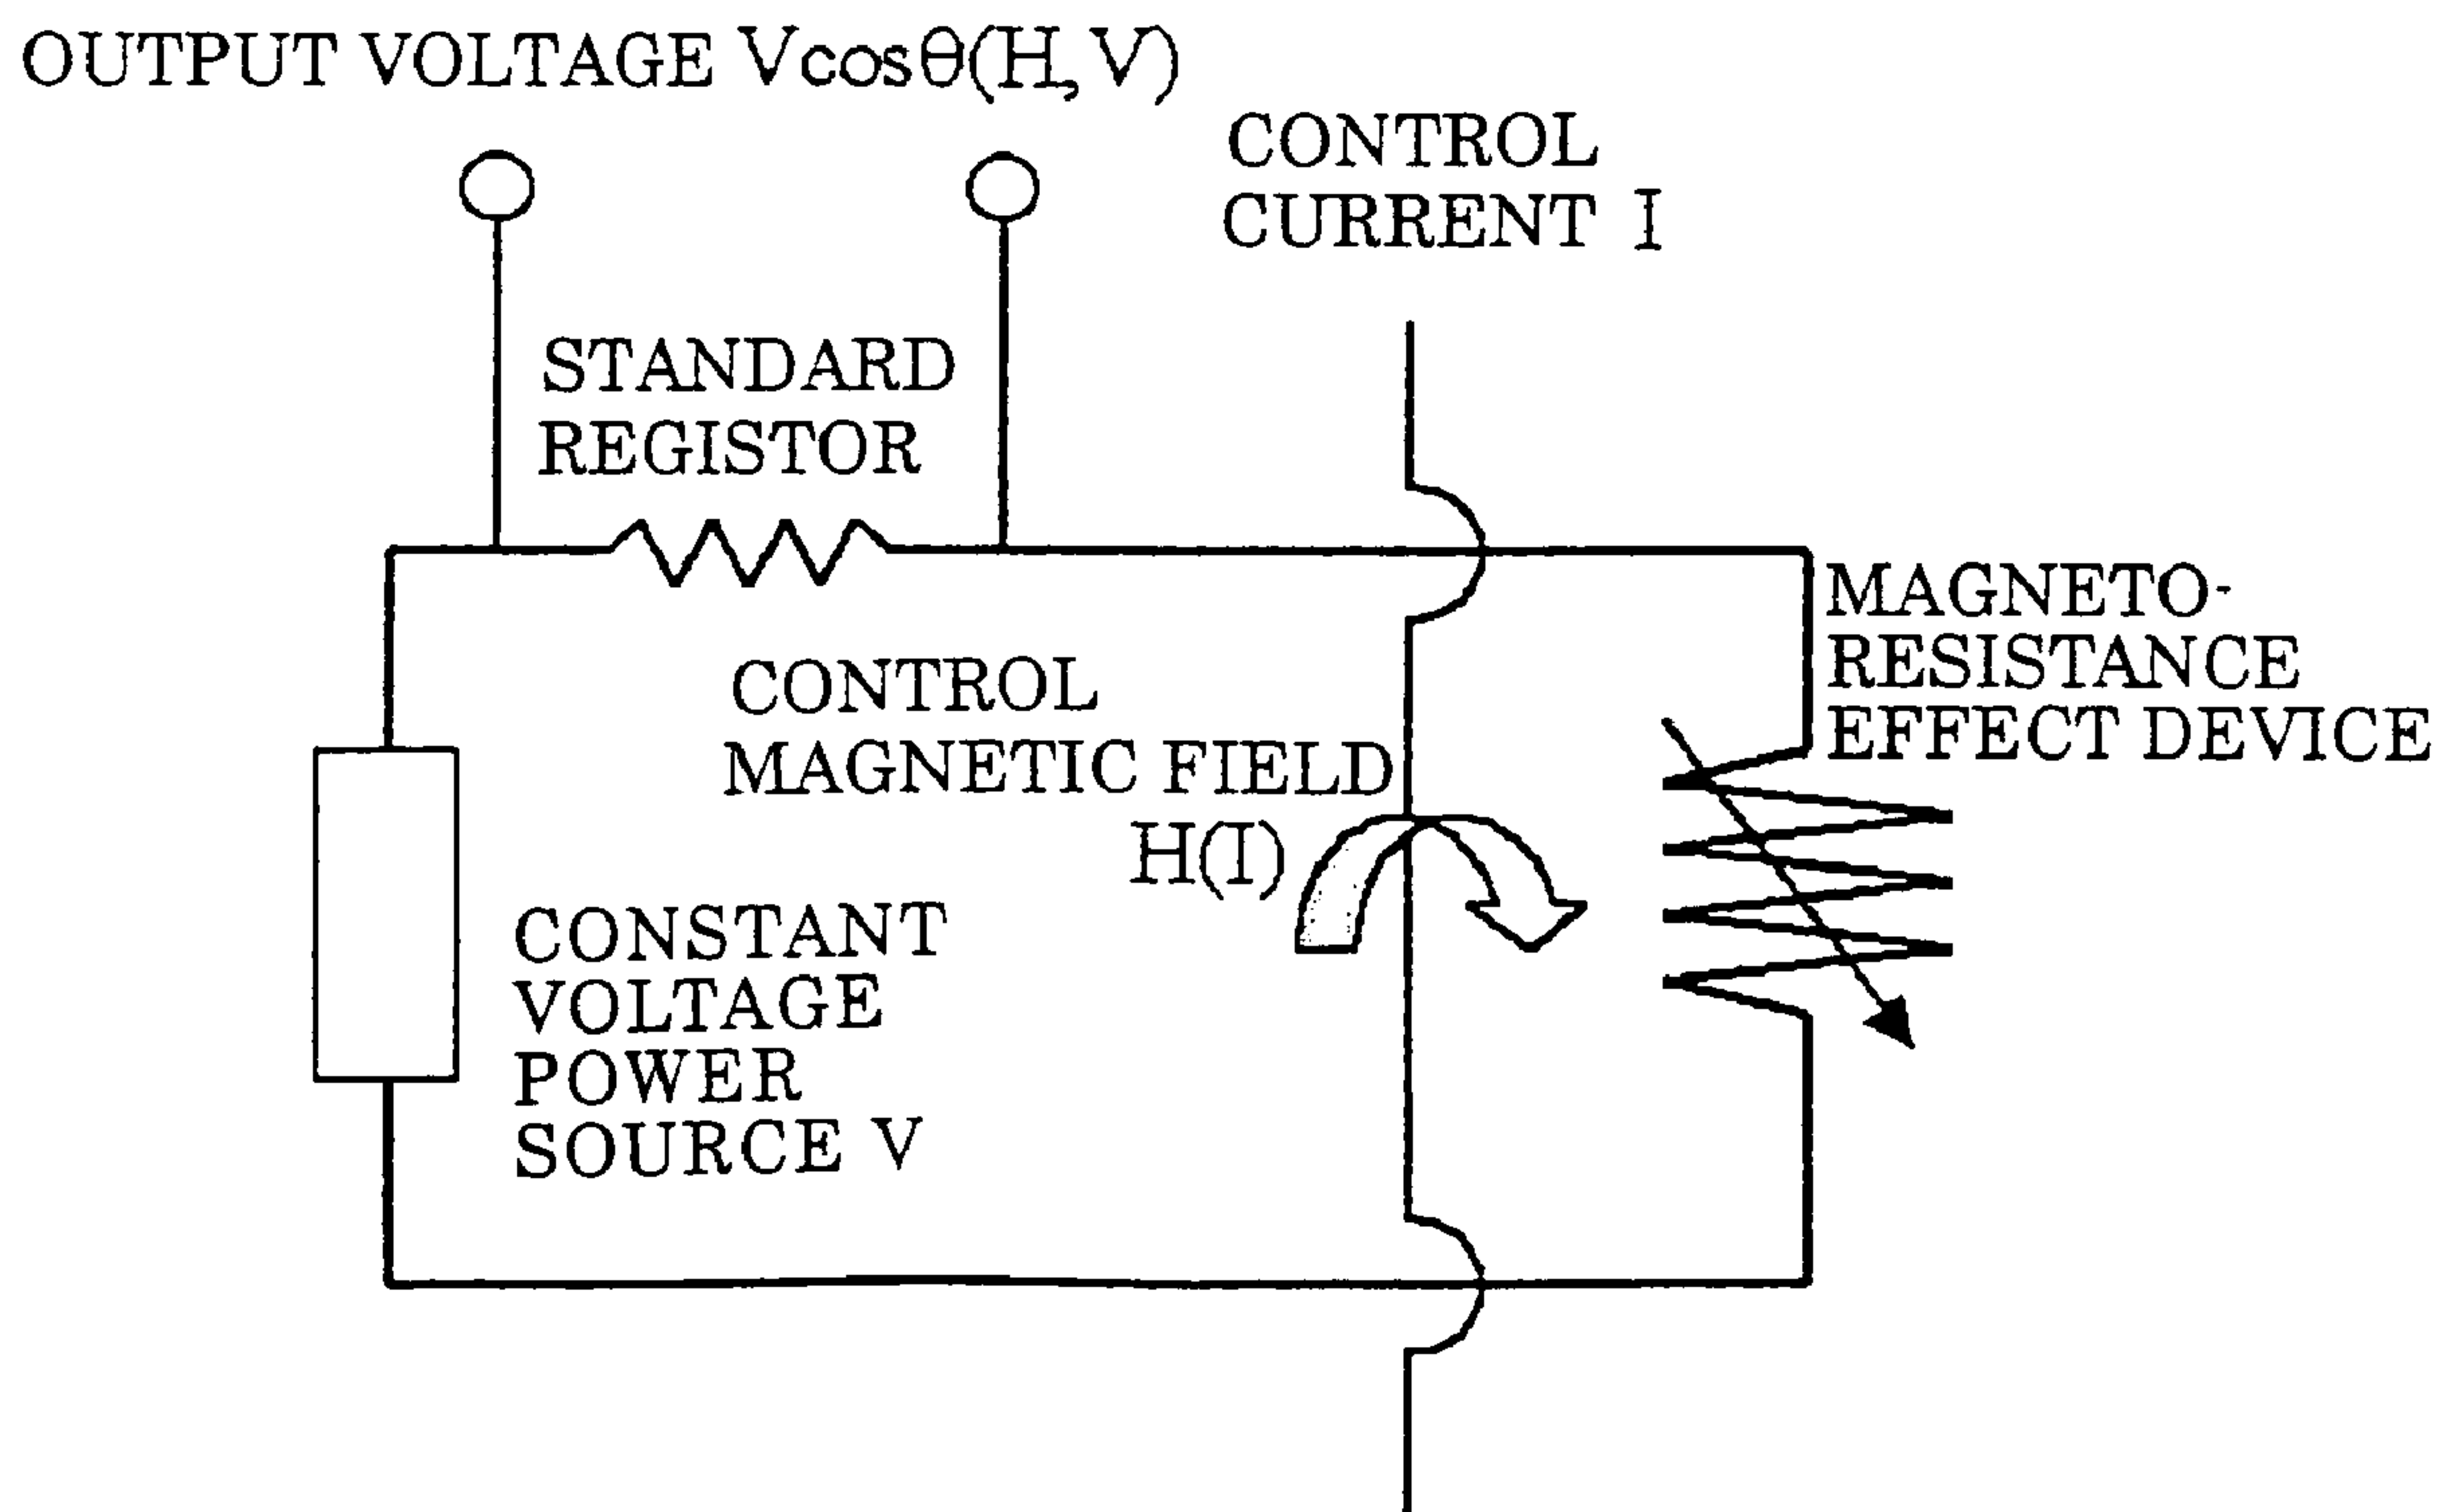 OUTPUT VOLTAGE Vcosθ(H,V)
CONTROL
CURRENT I
STANDARD
REGISTOR
MAGNETO-
RESISTANCE
EFFECT DEVICE
CONTROL
MAGNETIC FIELD
H(I)
CONSTANT
VOLTAGE
POWER
SOURCE V